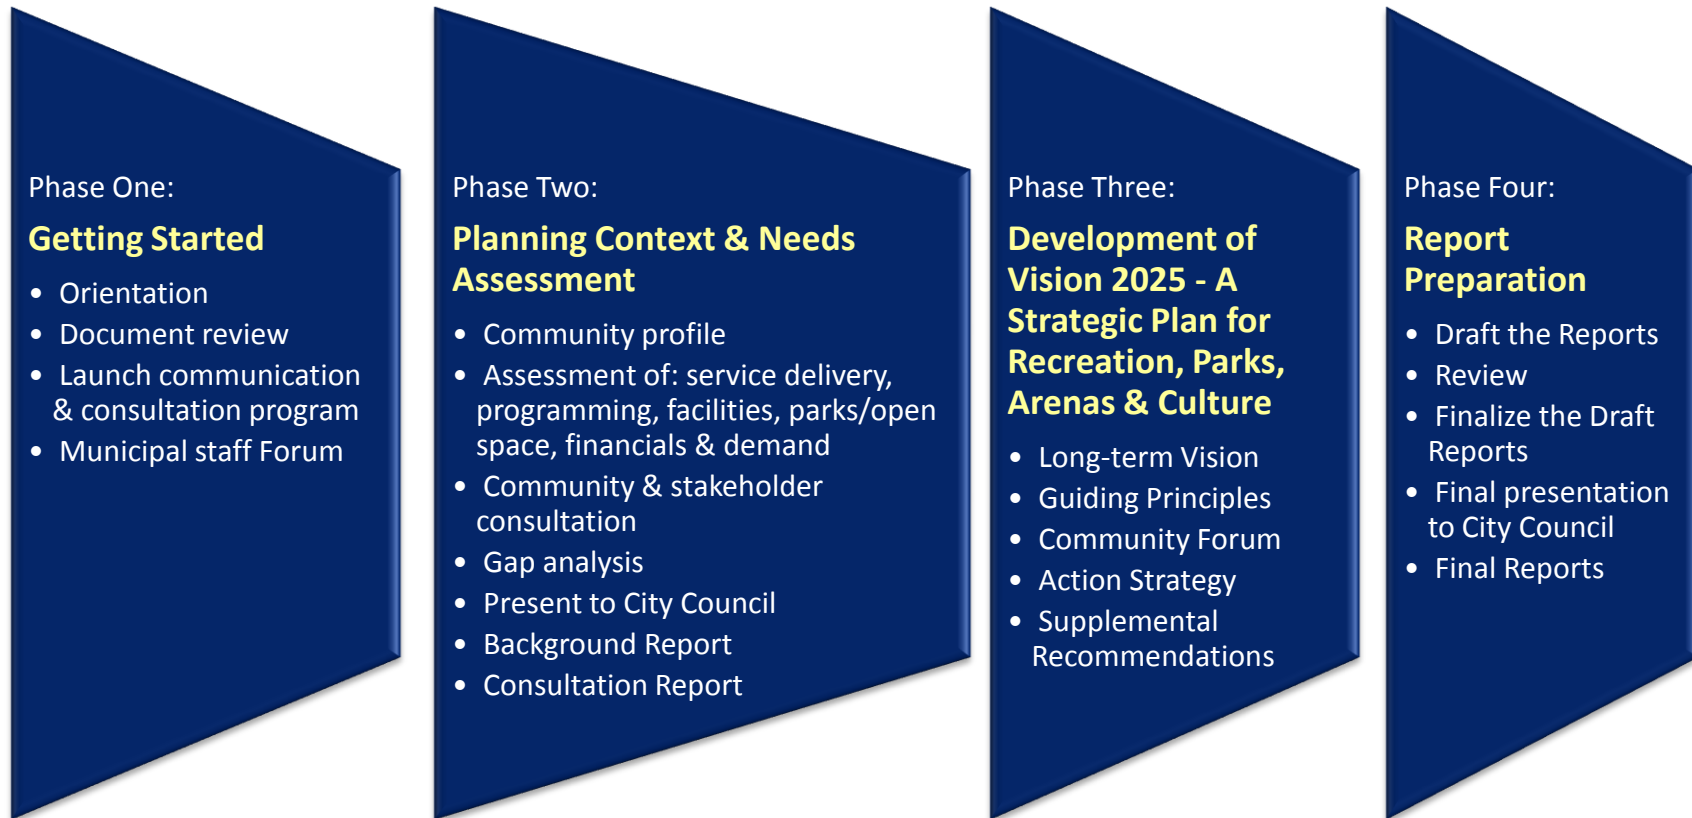 Phase One:
Getting Started
• Orientation
• Document review
• Launch communication
& consultation program
• Municipal staff Forum
Phase Two:
Planning Context & Needs
Assessment
• Community profile
• Assessment of: service delivery,
programming, facilities, parks/open
space, financials & demand
• Community & stakeholder
consultation
• Gap analysis
• Present to City Council
• Background Report
• Consultation Report
Phase Three:
Development of
Vision 2025 - A
Strategic Plan for
Recreation, Parks,
Arenas & Culture
• Long-term Vision
• Guiding Principles
• Community Forum
• Action Strategy
• Supplemental
Recommendations
Phase Four:
Report
Preparation
• Draft the Reports
• Review
• Finalize the Draft
Reports
• Final presentation
to City Council
• Final Reports